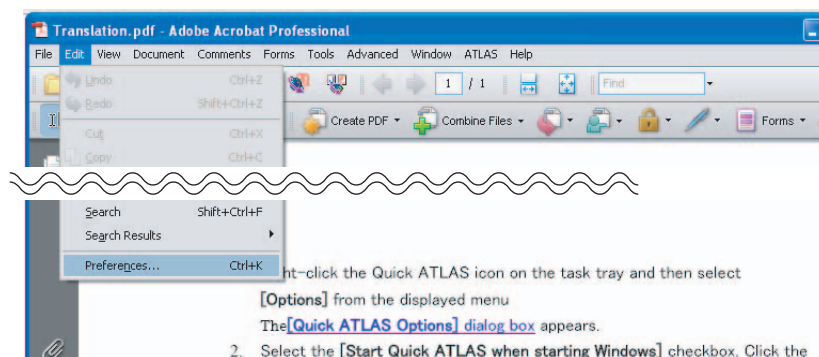 Translation.pdf - Adobe Acrobat Professional
File Edit View Document Comments Forms Tools Advanced Window ATLAS Help
Undo Ctrl+Z
1 / 1 Find
Redo Shift+Ctrl+Z
Create PDF Combine Files Forms
Cut Ctrl+X
Copy Ctrl+C
Search Shift+Ctrl+F
Search Results
Preferences... Ctrl+K
ht-click the Quick ATLAS icon on the task tray and then select
[Options] from the displayed menu
The[Quick ATLAS Options] dialog box appears.
2. Select the [Start Quick ATLAS when starting Windows] checkbox. Click the